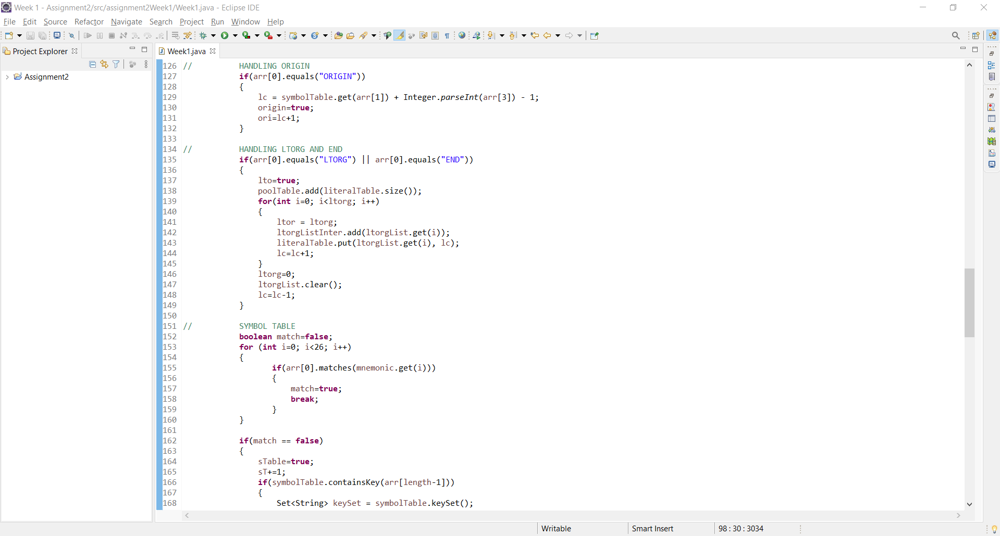 Week 1 - Assignment2/src/assignment2Week1/Week1.java - Eclipse IDE
File Edit Source Refactor Navigate Search Project Run Window Help
Project Explorer
Week1.java
Assignment2
126 // HANDLING ORIGIN
127 if(arr[0].equals("ORIGIN"))
128 {
129 lc = symbolTable.get(arr[1]) + Integer.parseInt(arr[3]) - 1;
130 origin=true;
131 ori=lc+1;
132 }
133
134 // HANDLING LTORG AND END
135 if(arr[0].equals("LTORG") || arr[0].equals("END"))
136 {
137 lto=true;
138 poolTable.add(literalTable.size());
139 for(int i=0; i<ltorg; i++)
140 {
141 ltor = ltorg;
142 ltorgListInter.add(ltorgList.get(i));
143 literalTable.put(ltorgList.get(i), lc);
144 lc=lc+1;
145 }
146 ltorg=0;
147 ltorgList.clear();
148 lc=lc-1;
149 }
150
151 // SYMBOL TABLE
152 boolean match=false;
153 for (int i=0; i<26; i++)
154 {
155 if(arr[0].matches(mnemonic.get(i)))
156 {
157 match=true;
158 break;
159 }
160 }
161
162 if(match == false)
163 {
164 sTable=true;
165 sT+=1;
166 if(symbolTable.containsKey(arr[length-1]))
167 {
168 Set<String> keySet = symbolTable.keySet();
Writable Smart Insert 98 : 30 : 3034